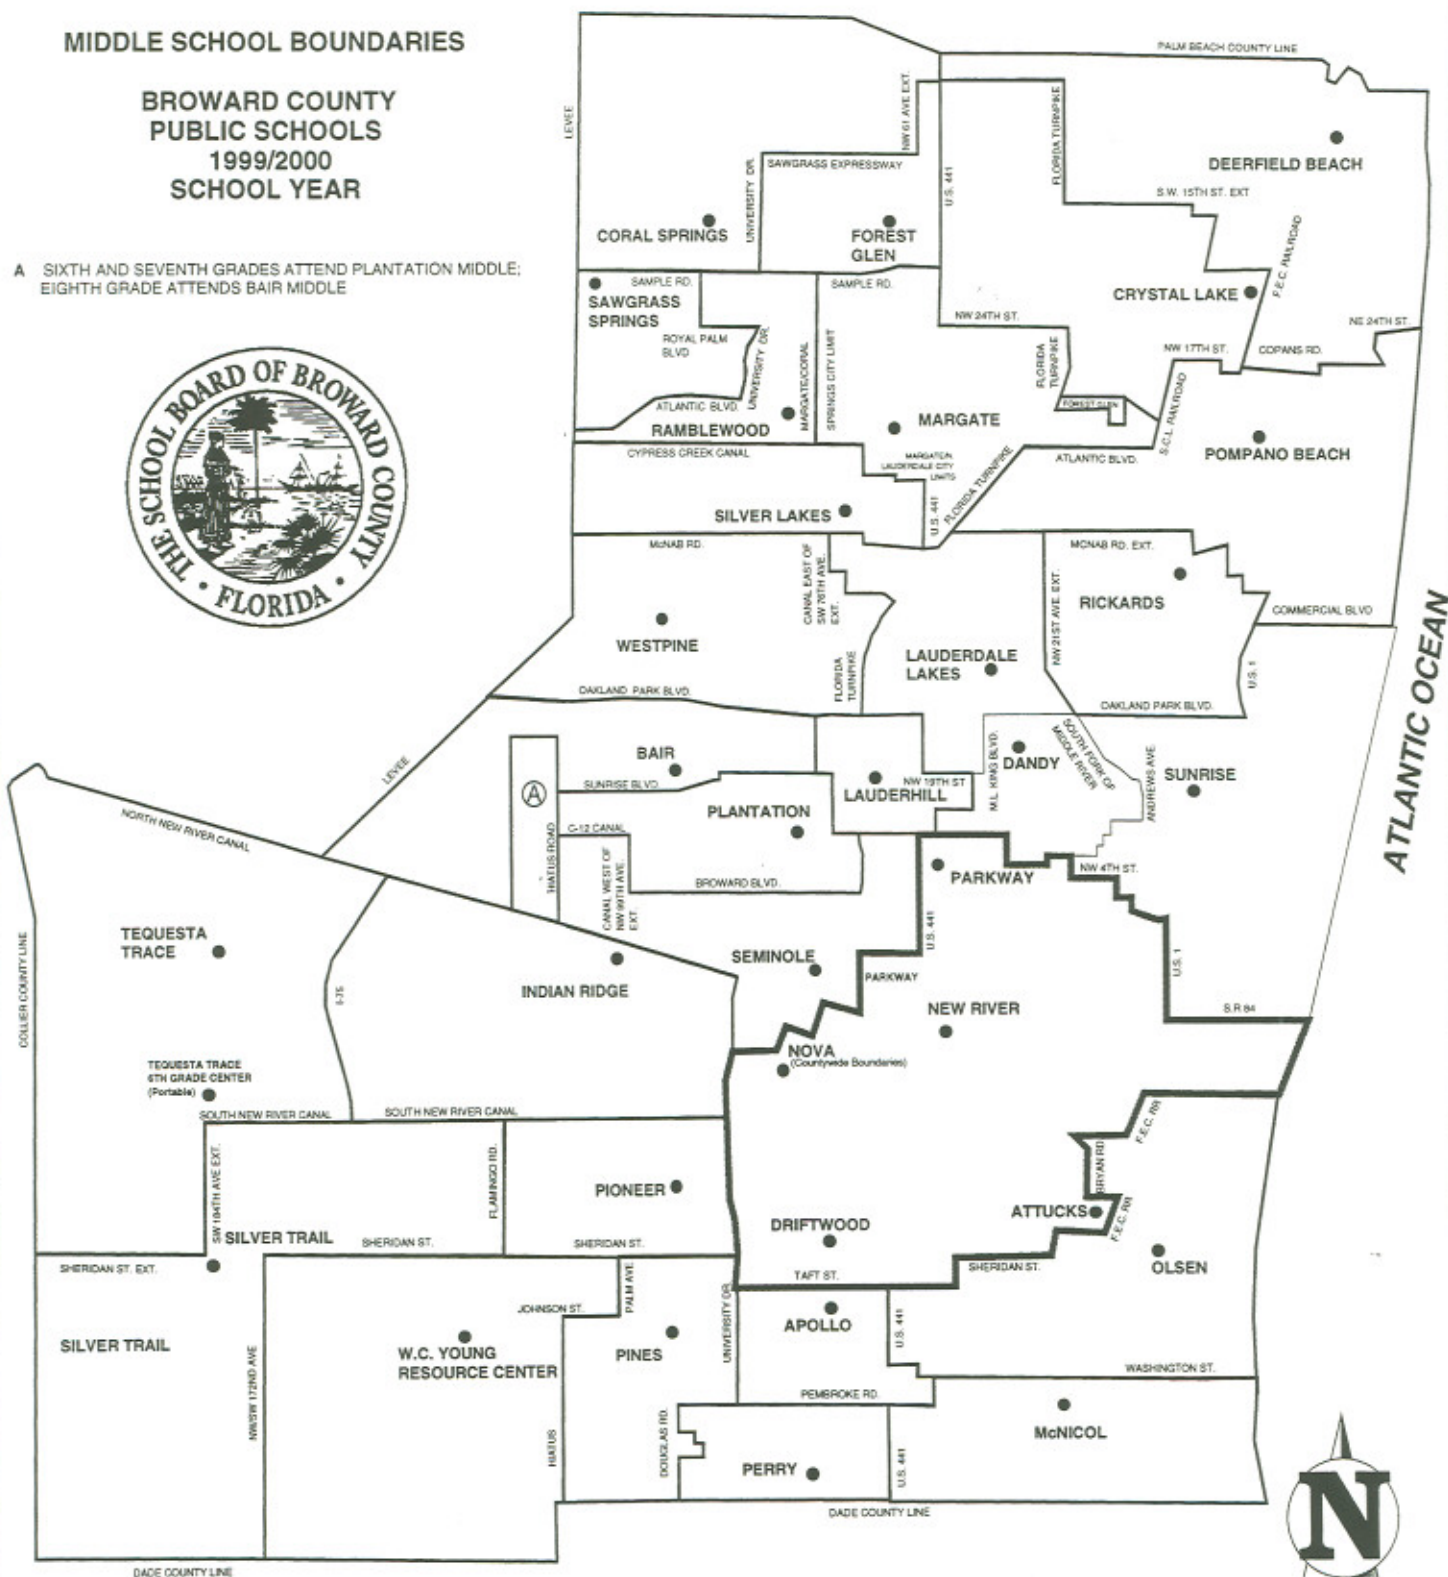 MIDDLE SCHOOL BOUNDARIES
BROWARD COUNTY
PUBLIC SCHOOLS
1999/2000
SCHOOL YEAR
A SIXTH AND SEVENTH GRADES ATTEND PLANTATION MIDDLE;
EIGHTH GRADE ATTENDS BAIR MIDDLE
THE SCHOOL BOARD OF BROWARD COUNTY
• FLORIDA •
PALM BEACH COUNTY LINE
LEVEE
NW 61 AVE. EXT.
FLORIDA TURNPIKE
DEERFIELD BEACH
UNIVERSITY DR.
SAWGRASS EXPRESSWAY
U.S. 441
S.W. 15TH ST. EXT
CORAL SPRINGS
FOREST
GLEN
F.E.C. RAILROAD
SAMPLE RD.
SAMPLE RD.
SAWGRASS
SPRINGS
CRYSTAL LAKE
ROYAL PALM
BLVD
UNIVERSITY DR.
MARGATE/CORAL
SPRINGS CITY LIMIT
NW 24TH ST.
FLORIDA
TURNPIKE
NW 17TH ST.
COPANS RD.
NE 24TH ST.
ATLANTIC BLVD.
FOREST GLEN
S.C.L. RAILROAD
RAMBLEWOOD
MARGATE
POMPANO BEACH
CYPRESS CREEK CANAL
MARGATE/N.
LAUDERDALE CITY
LIMITS
FLORIDA TURNPIKE
ATLANTIC BLVD.
SILVER LAKES
U.S. 441
McNAB RD.
CANAL EAST OF
SW 76TH AVE.
EXT.
MCNAB RD. EXT.
NW 21ST AVE. EXT.
RICKARDS
COMMERCIAL BLVD
WESTPINE
FLORIDA
TURNPIKE
LAUDERDALE
LAKES
U.S. 1
OAKLAND PARK BLVD.
OAKLAND PARK BLVD.
ATLANTIC OCEAN
LEVEE
BAIR
SUNRISE BLVD.
A
LAUDERHILL
NW 19TH ST
M.L. KING BLVD.
DANDY
SOUTH FORK OF
MIDDLE RIVER
ANDREWS AVE.
SUNRISE
PLANTATION
NORTH NEW RIVER CANAL
HIATUS ROAD
C-12 CANAL
CANAL WEST OF
NW 99TH AVE.
EXT.
BROWARD BLVD.
PARKWAY
NW 4TH ST.
COLLIER COUNTY LINE
TEQUESTA
TRACE
I-75
INDIAN RIDGE
SEMINOLE
U.S. 441
PARKWAY
U.S. 1
NEW RIVER
S.R 84
NOVA
(Countywide Boundaries)
TEQUESTA TRACE
6TH GRADE CENTER
(Portable)
SOUTH NEW RIVER CANAL
SOUTH NEW RIVER CANAL
F.E.C. RR
BRYAN RD.
SW 184TH AVE EXT.
FLAMINGO RD.
PIONEER
ATTUCKS
F.E.C. RR
DRIFTWOOD
SILVER TRAIL
SHERIDAN ST.
SHERIDAN ST.
SHERIDAN ST. EXT.
TAFT ST.
SHERIDAN ST.
OLSEN
PALM AVE.
UNIVERSITY DR.
JOHNSON ST.
APOLLO
U.S. 441
SILVER TRAIL
NW/SW 172ND AVE
W.C. YOUNG
RESOURCE CENTER
PINES
WASHINGTON ST.
PEMBROKE RD.
HIATUS
DOUGLAS RD.
McNICOL
PERRY
U.S. 441
DADE COUNTY LINE
DADE COUNTY LINE
N